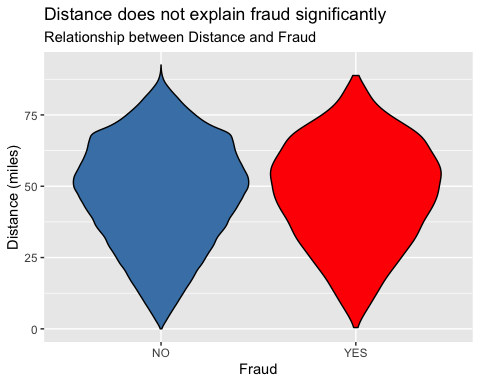 Distance does not explain fraud significantly
Relationship between Distance and Fraud
Distance (miles)
75
50
25
0
NO
YES
Fraud